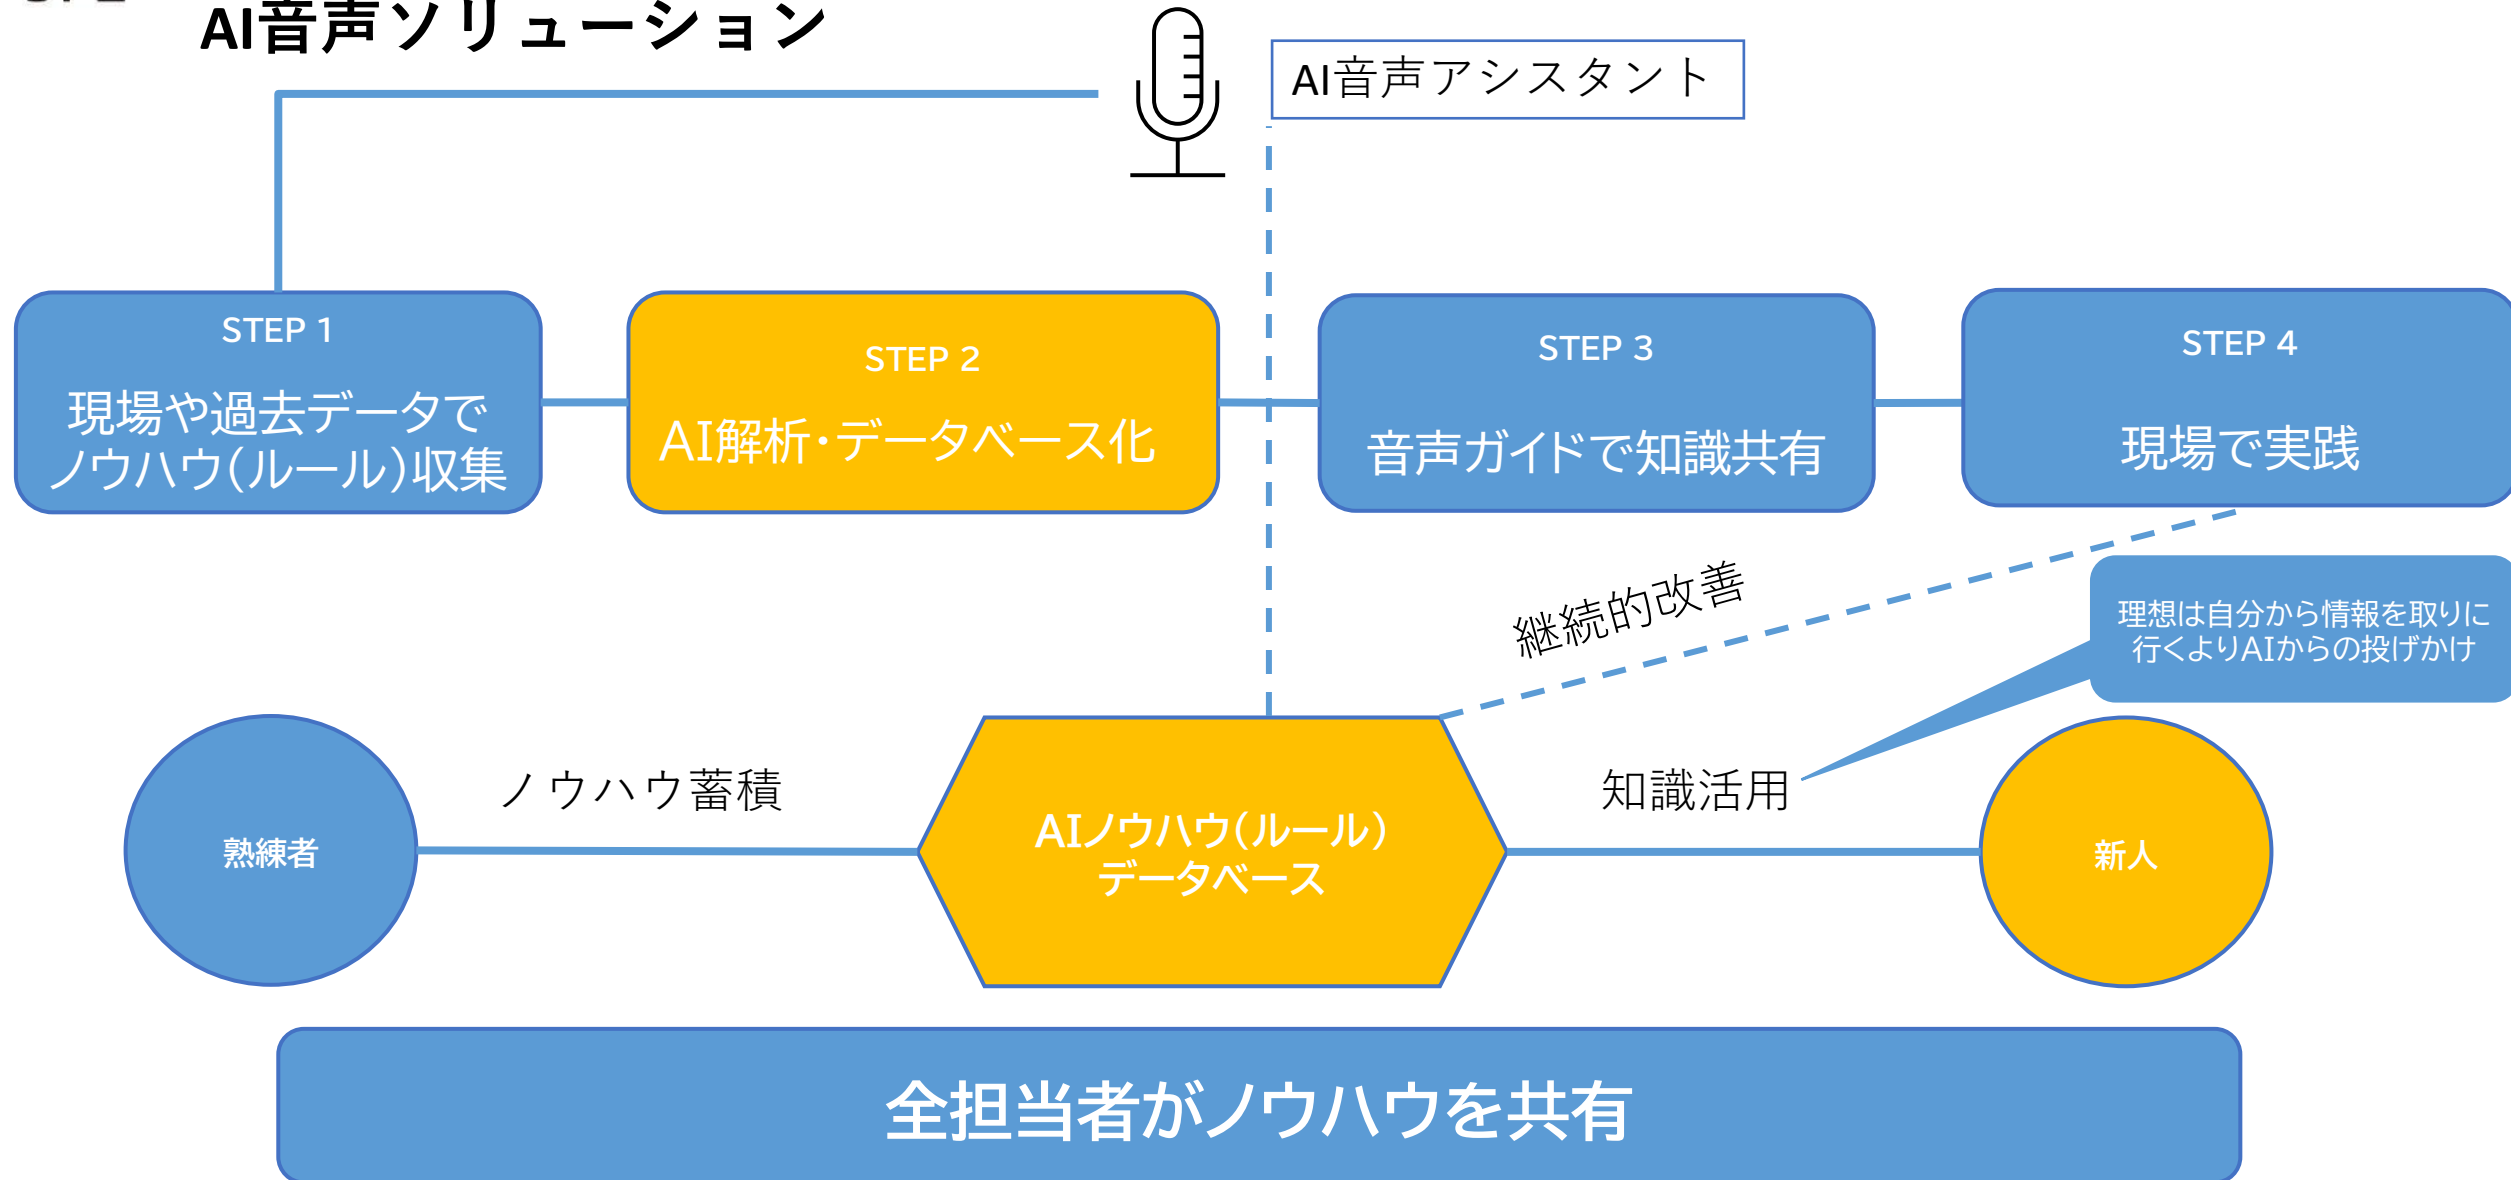 AI音声ソリューション
AI音声アシスタント
STEP 1
現場や過去データで
ノウハウ(ルール)収集
STEP 2
AI解析・データベース化
STEP 3
音声ガイドで知識共有
STEP 4
現場で実践
継続的改善
理想は自分から情報を取りに
行くよりAIからの投げかけ
熟練者
ノウハウ蓄積
AIノウハウ(ルール)
データベース
知識活用
新人
全担当者がノウハウを共有